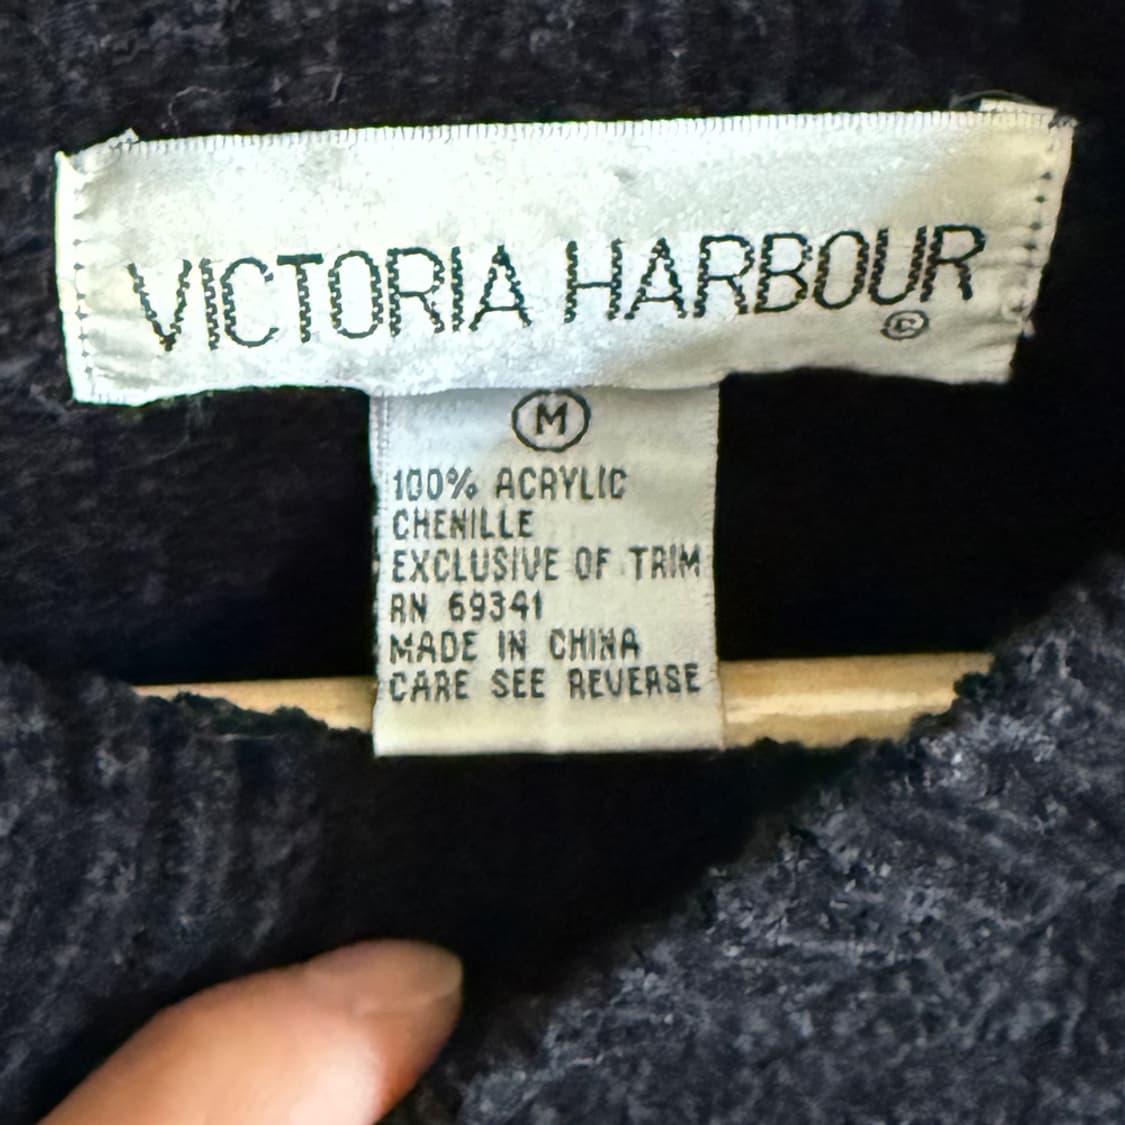 VICTORIA HARBOUR
©
M
100% ACRYLIC
CHENILLE
EXCLUSIVE OF TRIM
RN 69341
MADE IN CHINA
CARE SEE REVERSE